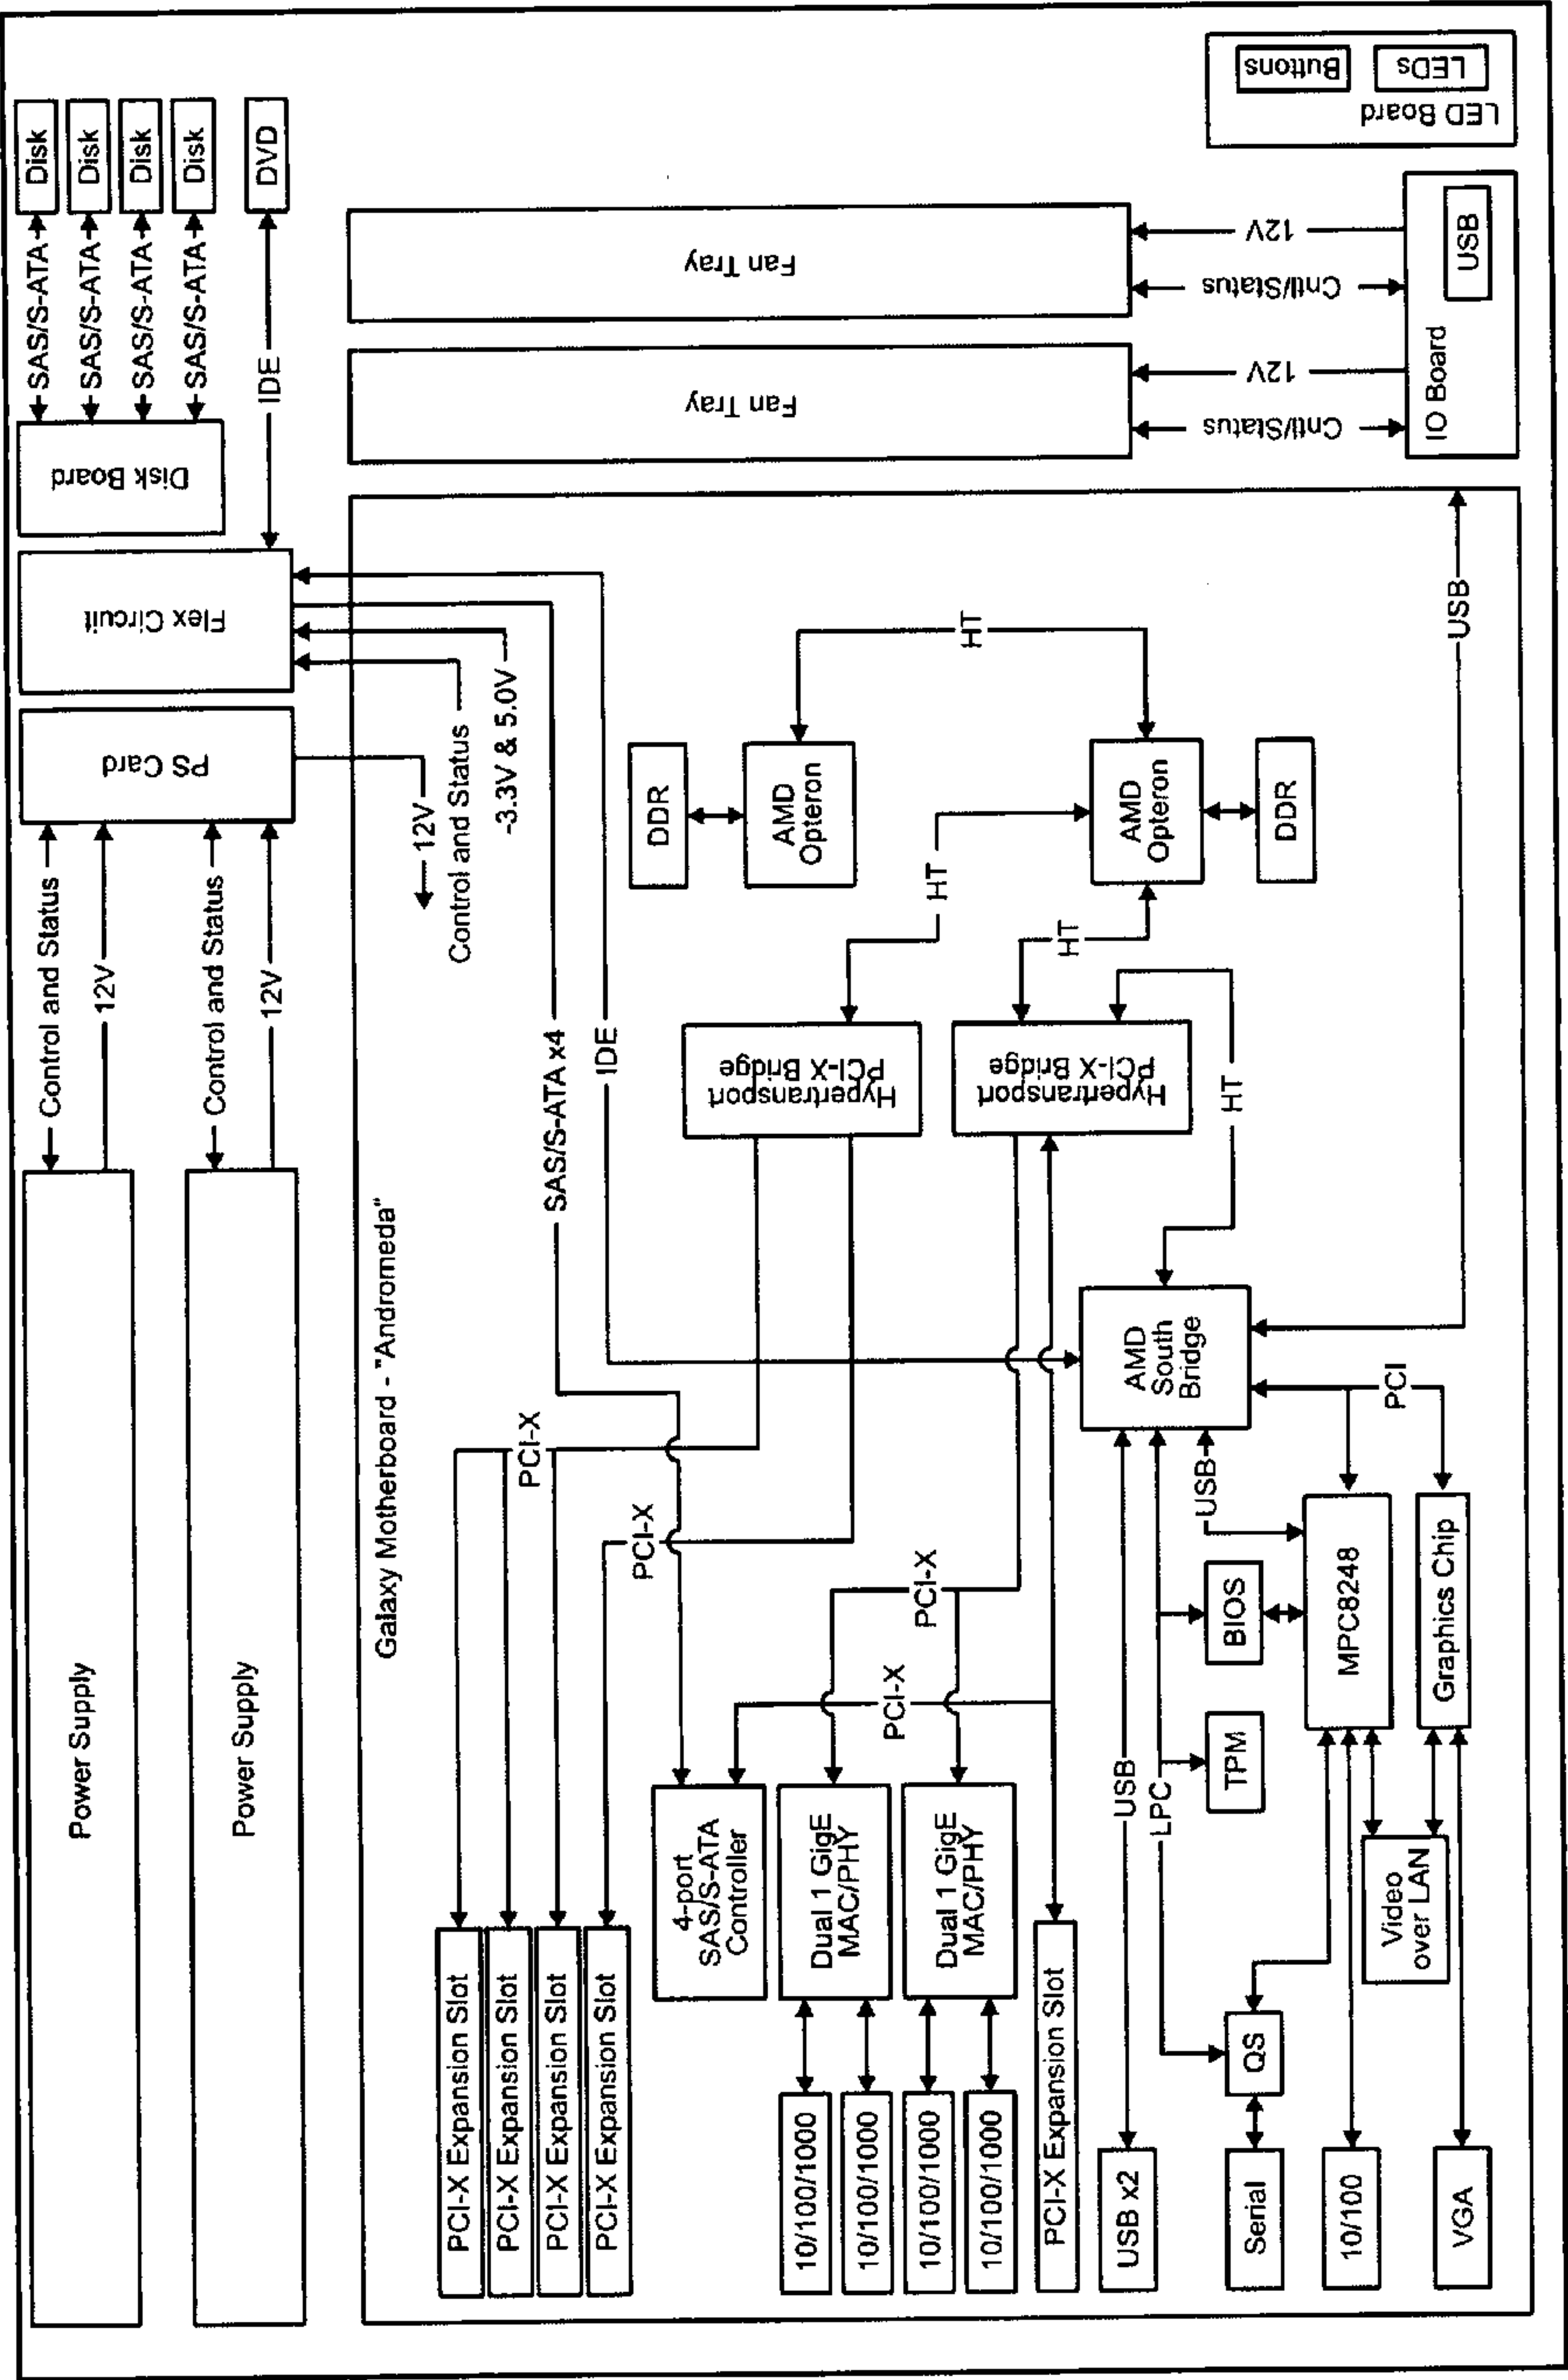 Power Supply
Power Supply
Control and Status
12V
Control and Status
12V
PS Card
Flex Circuit
Disk Board
SAS/S-ATA
SAS/S-ATA
SAS/S-ATA
SAS/S-ATA
Disk
Disk
Disk
Disk
IDE
DVD
Galaxy Motherboard - "Andromeda"
12V
Control and Status
-3.3V & 5.0V
SAS/S-ATA x4
IDE
Fan Tray
Fan Tray
PCI-X Expansion Slot
PCI-X Expansion Slot
PCI-X Expansion Slot
PCI-X Expansion Slot
PCI-X
PCI-X
4-port
SAS/S-ATA
Controller
Hypertransport
PCI-X Bridge
DDR
AMD
Opteron
HT
HT
10/100/1000
10/100/1000
Dual 1 GigE
MAC/PHY
PCI-X
PCI-X
10/100/1000
10/100/1000
Dual 1 GigE
MAC/PHY
Hypertransport
PCI-X Bridge
HT
AMD
Opteron
DDR
PCI-X Expansion Slot
USB x2
USB
LPC
AMD
South
Bridge
HT
USB
Serial
QS
TPM
BIOS
USB
10/100
Video
over LAN
MPC8248
PCI
VGA
Graphics Chip
Cntl/Status
12V
Cntl/Status
12V
IO Board
USB
LED Board
Buttons
LEDs